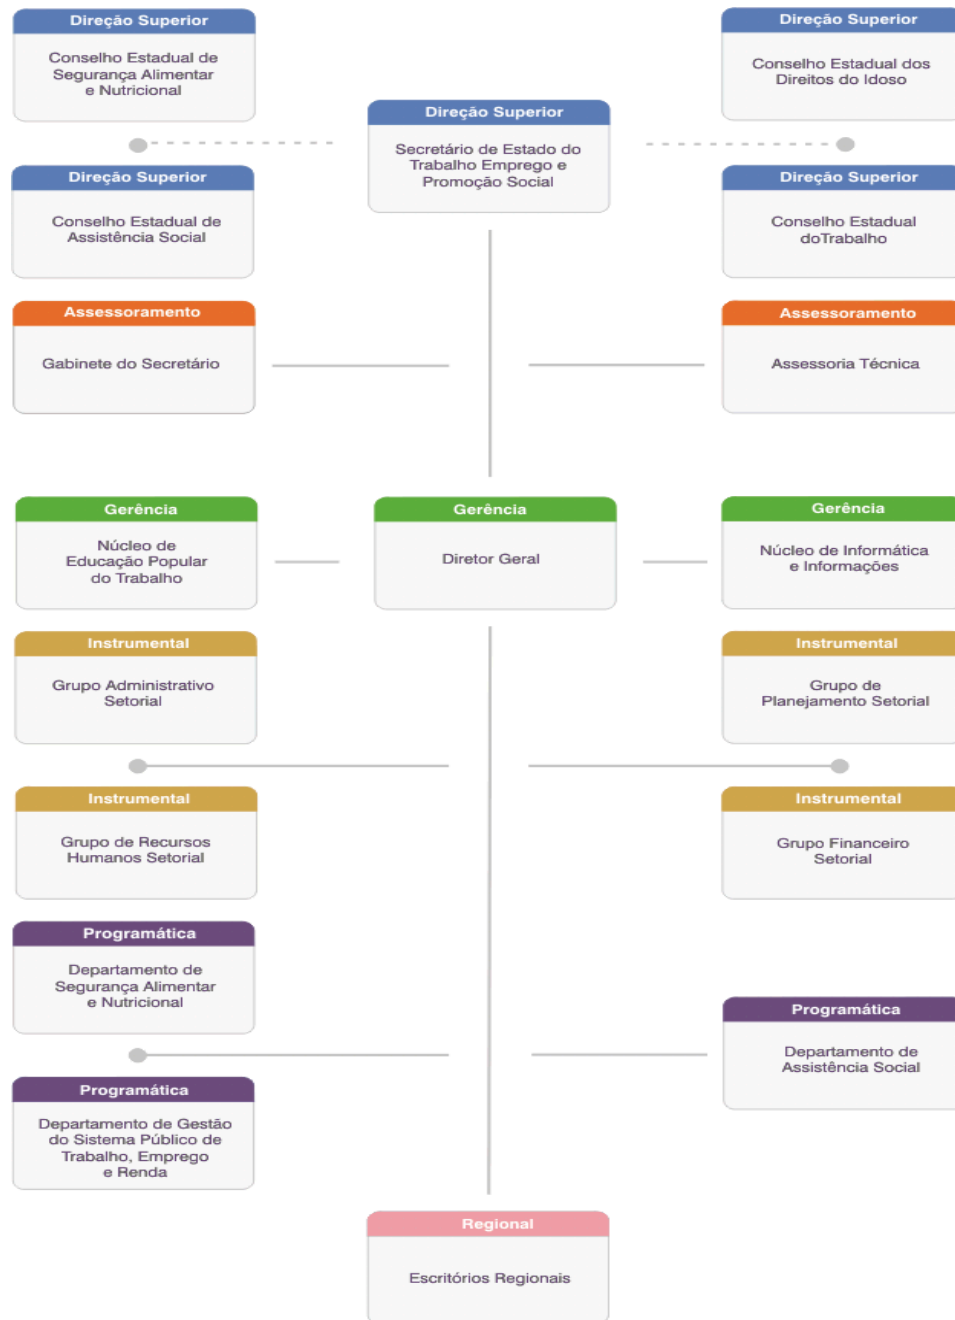 Direção Superior
Conselho Estadual de
Segurança Alimentar
e Nutricional
Direção Superior
Conselho Estadual dos
Direitos do Idoso
Direção Superior
Secretário de Estado do
Trabalho Emprego e
Promoção Social
Direção Superior
Conselho Estadual de
Assistência Social
Direção Superior
Conselho Estadual
doTrabalho
Assessoramento
Gabinete do Secretário
Assessoramento
Assessoria Técnica
Gerência
Núcleo de
Educação Popular
do Trabalho
Gerência
Diretor Geral
Gerência
Núcleo de Informática
e Informações
Instrumental
Grupo Administrativo
Setorial
Instrumental
Grupo de
Planejamento Setorial
Instrumental
Grupo de Recursos
Humanos Setorial
Instrumental
Grupo Financeiro
Setorial
Programática
Departamento de
Segurança Alimentar
e Nutricional
Programática
Departamento de
Assistência Social
Programática
Departamento de Gestão
do Sistema Público de
Trabalho, Emprego
e Renda
Regional
Escritórios Regionais